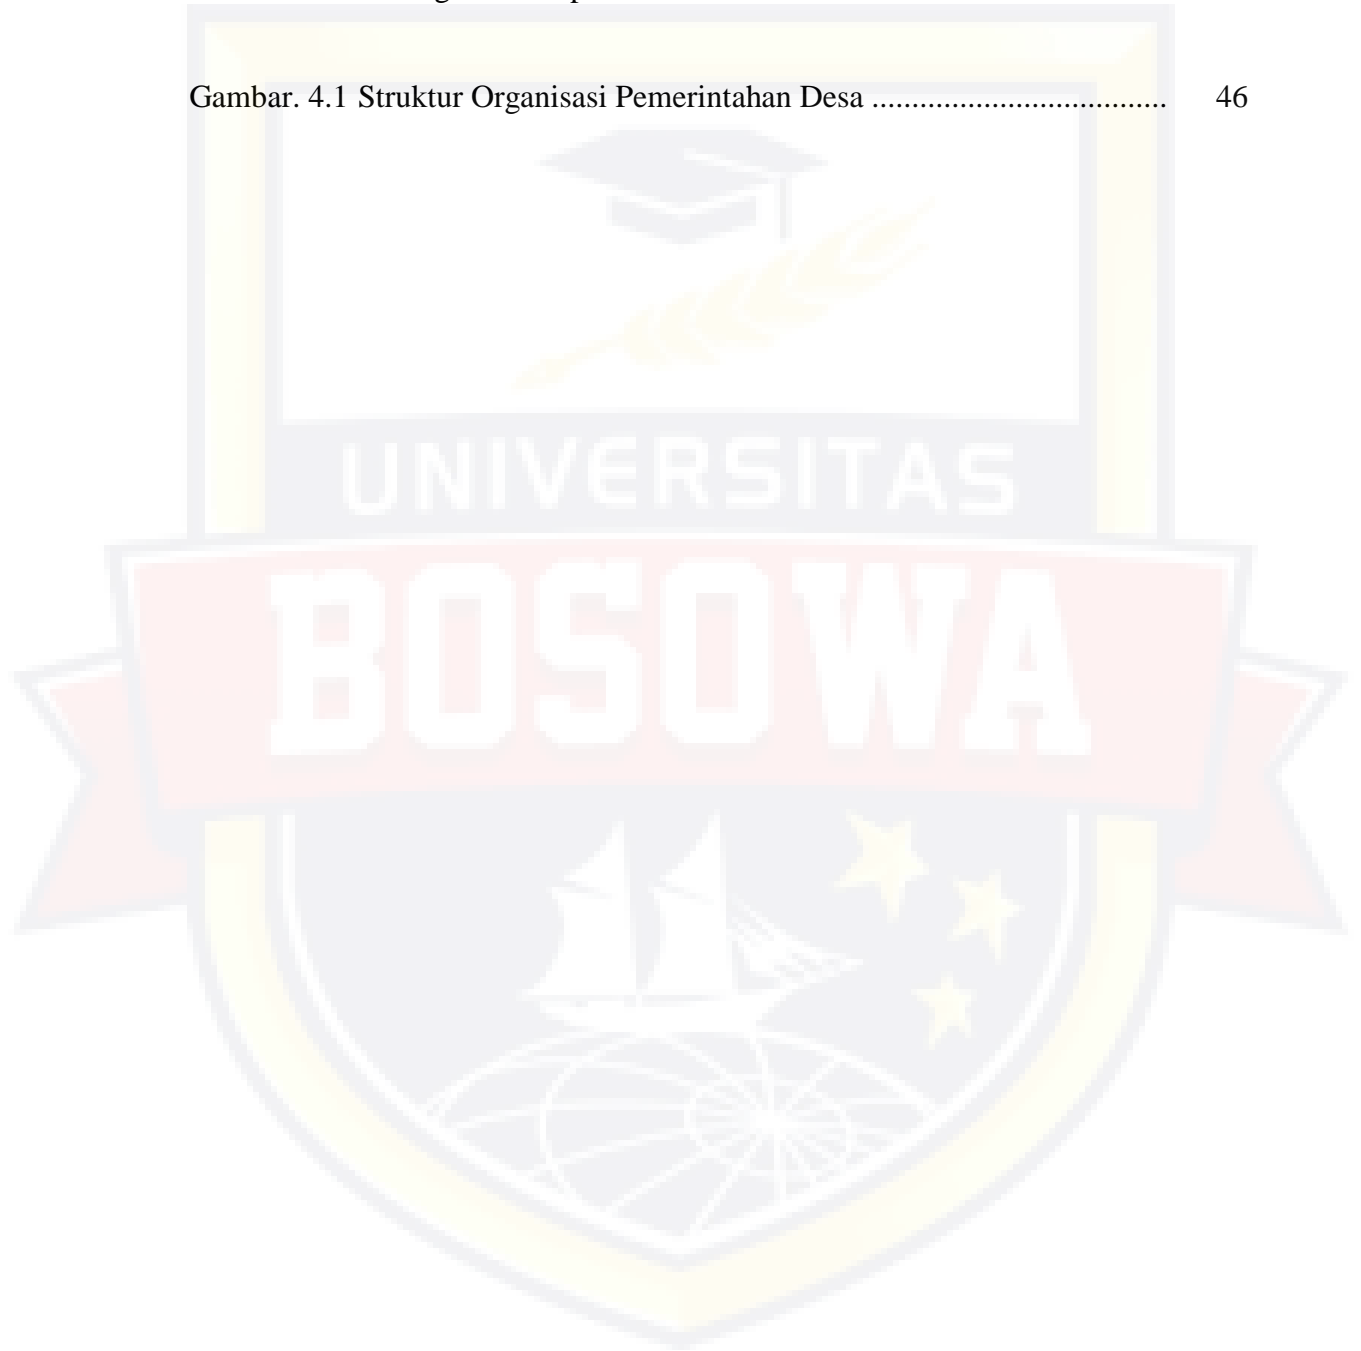 Gambar. 4.1 Struktur Organisasi Pemerintahan Desa ..................................... 46
UNIVERSITAS
BOSOWA